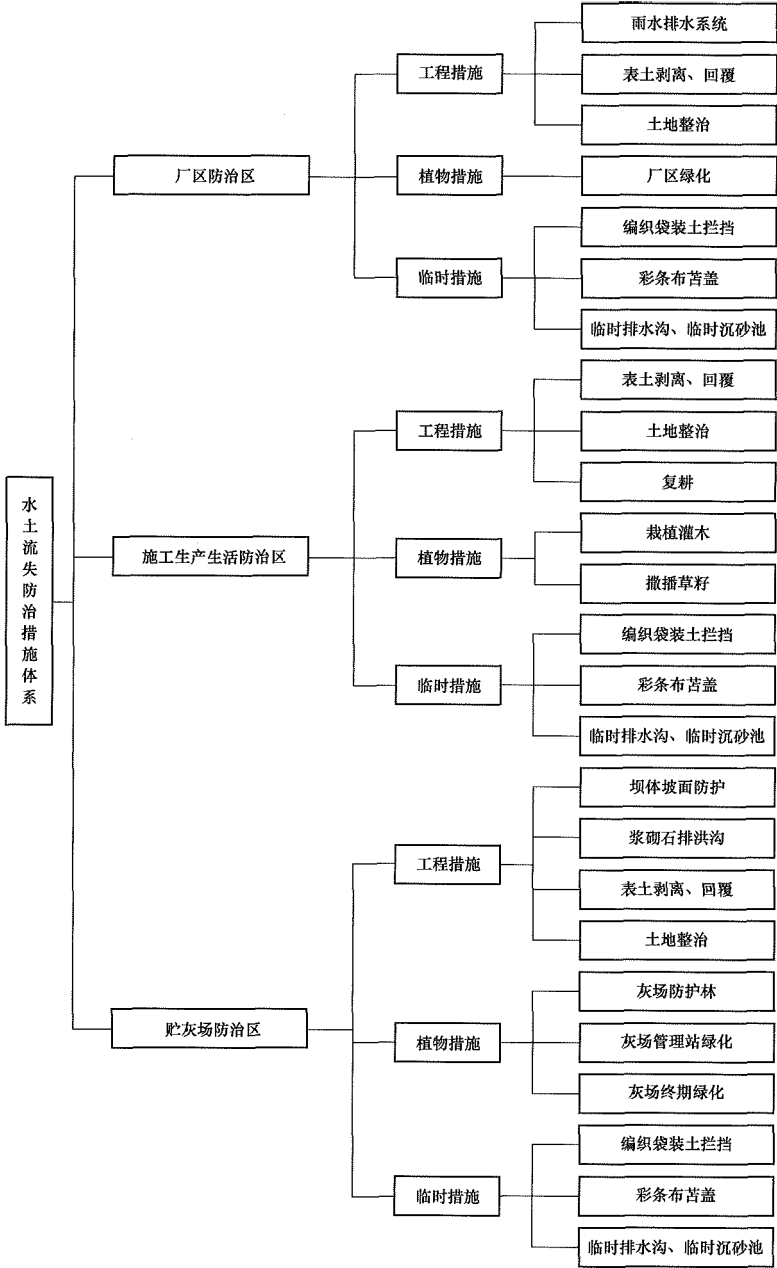 水土流失防治措施体系
厂区防治区
工程措施
雨水排水系统
表土剥离、回覆
土地整治
植物措施
厂区绿化
临时措施
编织袋装土拦挡
彩条布苫盖
临时排水沟、临时沉砂池
施工生产生活防治区
工程措施
表土剥离、回覆
土地整治
复耕
植物措施
栽植灌木
撒播草籽
临时措施
编织袋装土拦挡
彩条布苫盖
临时排水沟、临时沉砂池
贮灰场防治区
工程措施
坝体坡面防护
浆砌石排洪沟
表土剥离、回覆
土地整治
植物措施
灰场防护林
灰场管理站绿化
灰场终期绿化
临时措施
编织袋装土拦挡
彩条布苫盖
临时排水沟、临时沉砂池